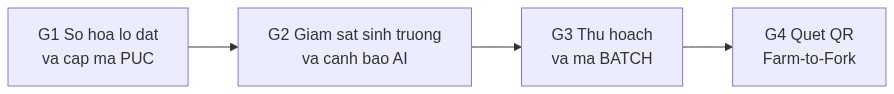 G1 So hoa lo dat
va cap ma PUC
G2 Giam sat sinh truong
va canh bao AI
G3 Thu hoach
va ma BATCH
G4 Quet QR
Farm-to-Fork